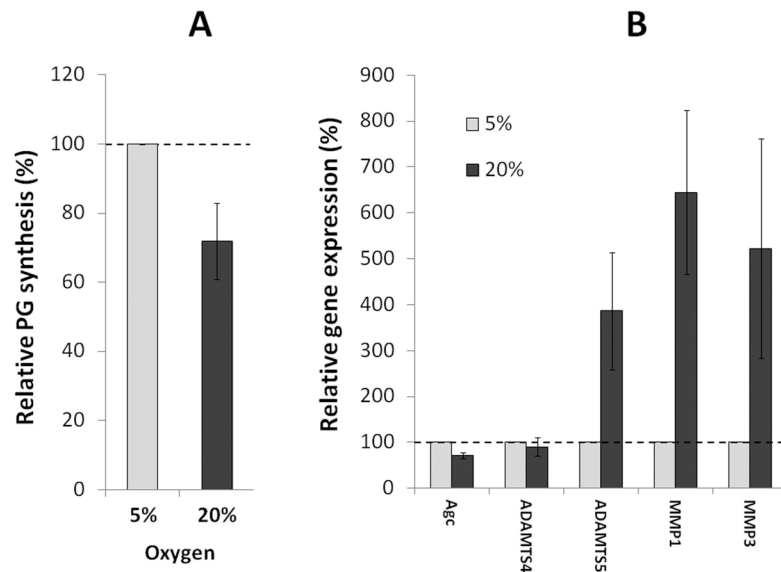 A
Relative PG synthesis (%)
120
100
80
60
40
20
0
5%
20%
Oxygen
B
Relative gene expression (%)
900
800
700
600
500
400
300
200
100
0
5%
20%
Agc
ADAMTS4
ADAMTS5
MMP1
MMP3